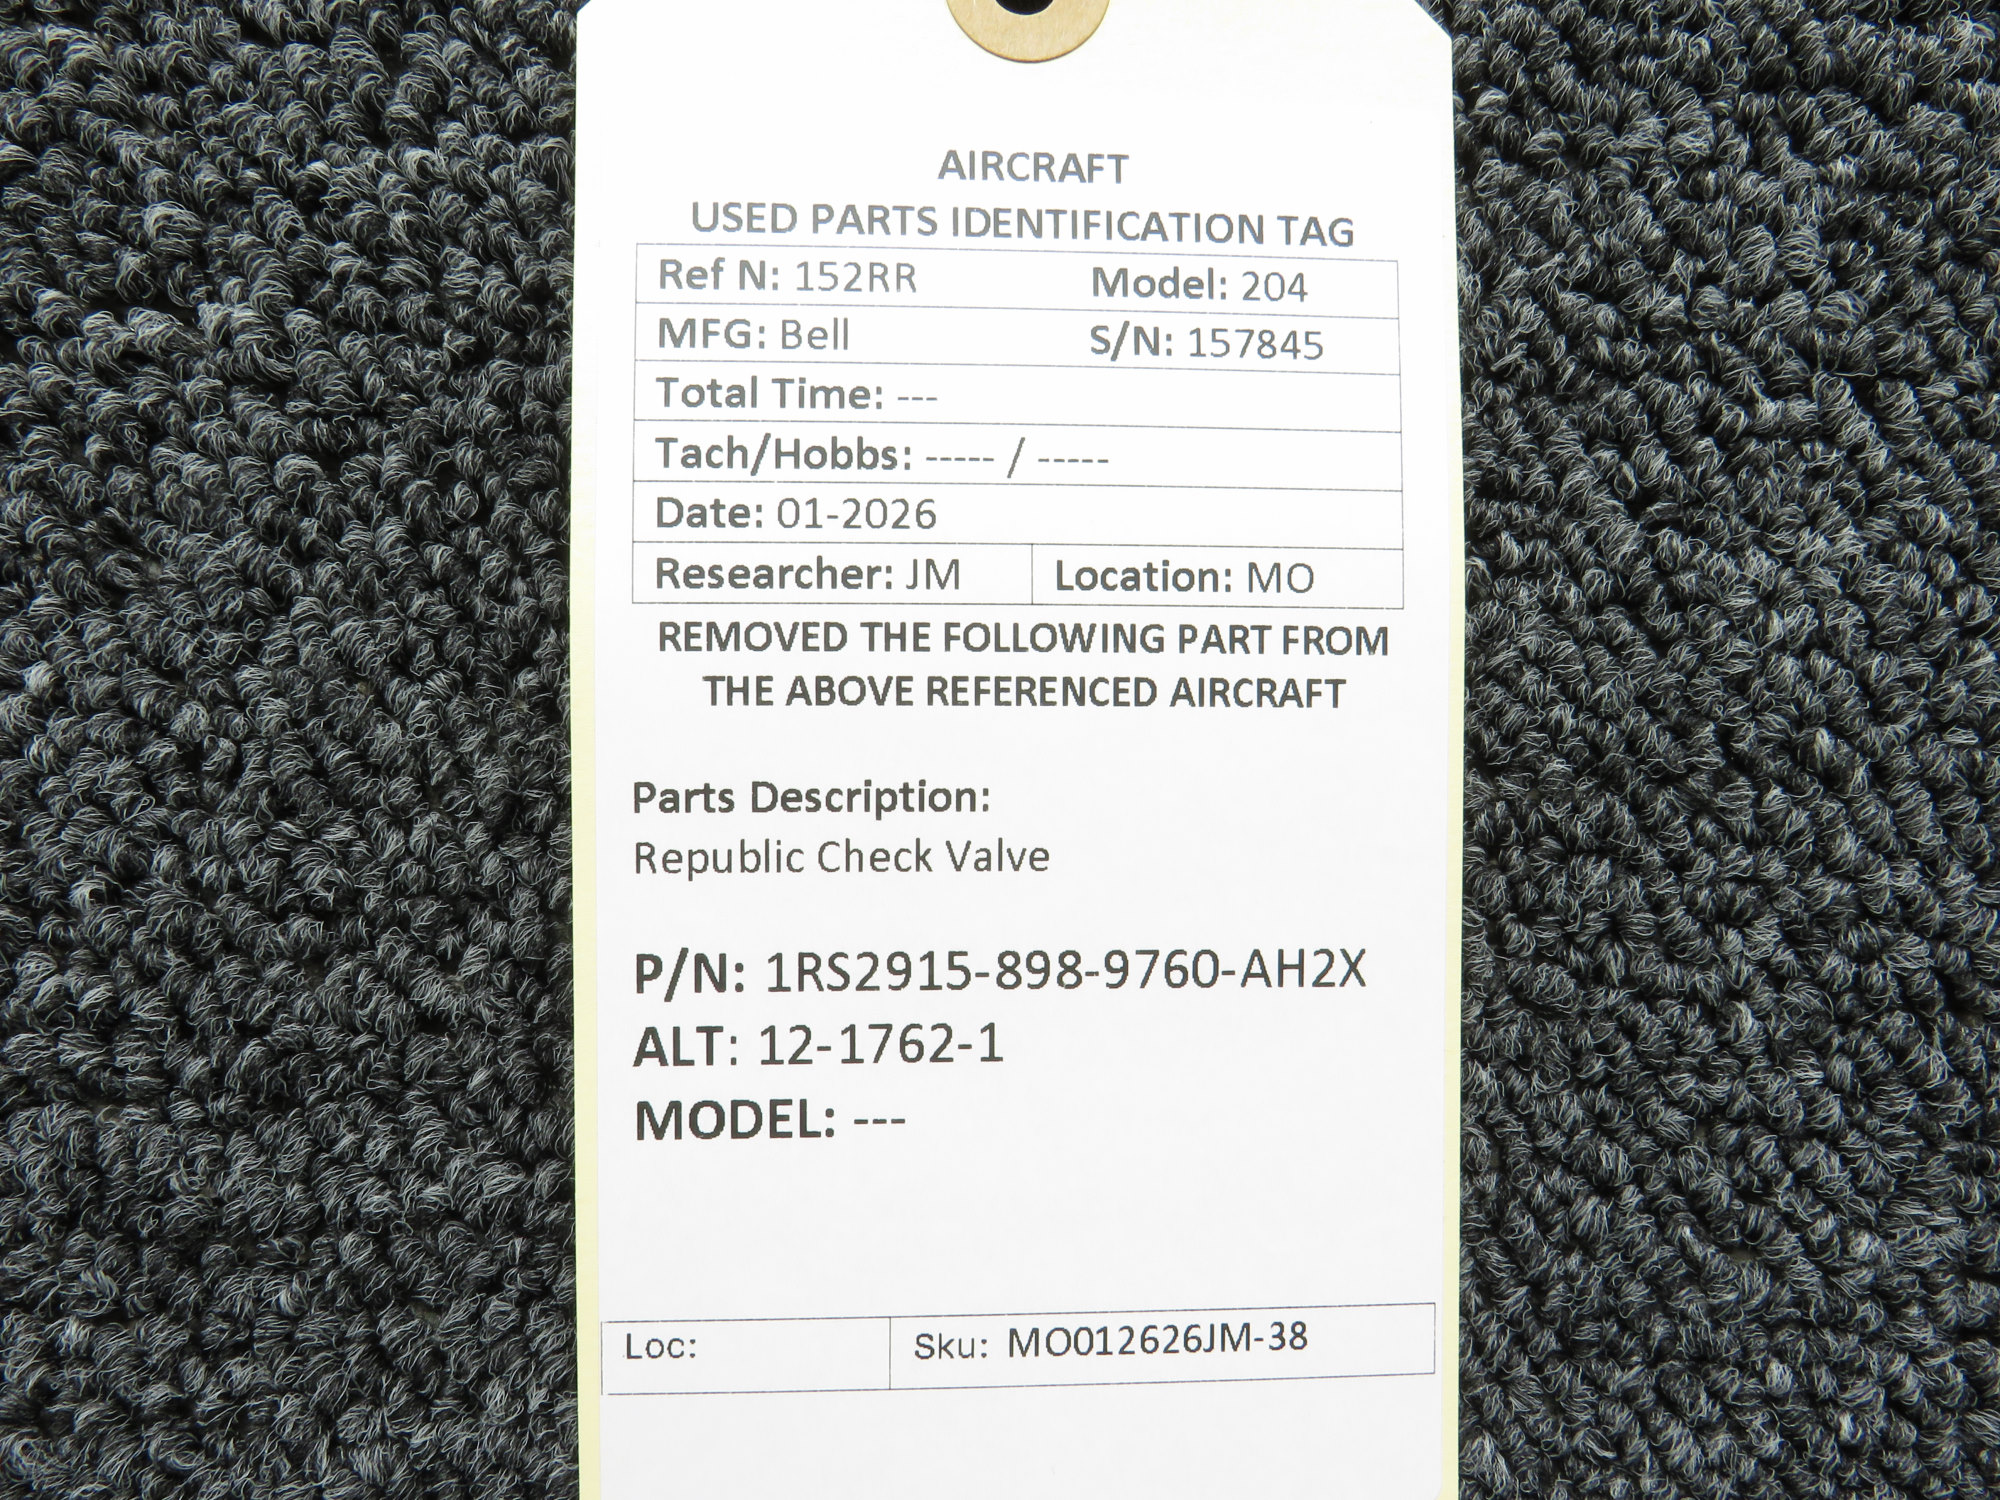 AIRCRAFT
USED PARTS IDENTIFICATION TAG
Ref N: 152RR Model: 204
MFG: Bell S/N: 157845
Total Time: ---
Tach/Hobbs: ----- / -----
Date: 01-2026
Researcher: JM Location: MO
REMOVED THE FOLLOWING PART FROM
THE ABOVE REFERENCED AIRCRAFT
Parts Description:
Republic Check Valve
P/N: 1RS2915-898-9760-AH2X
ALT: 12-1762-1
MODEL: ---
Loc: Sku: MO012626JM-38